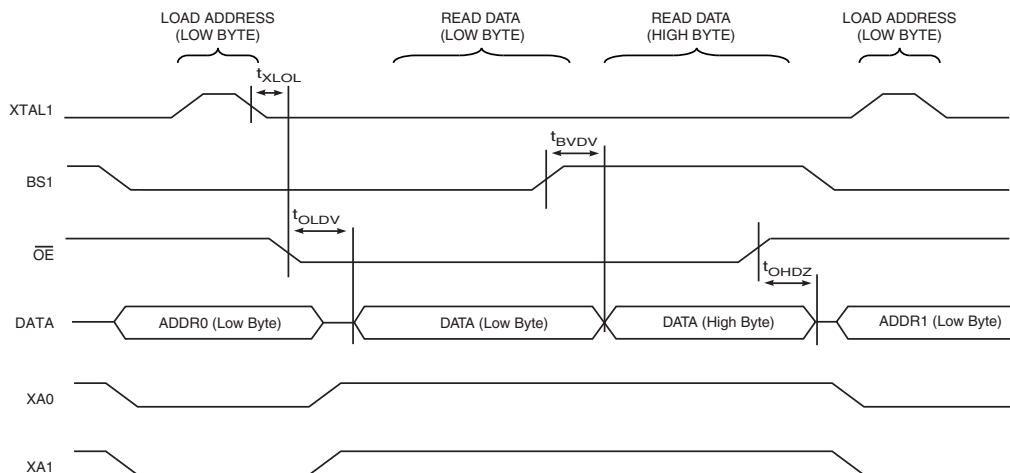 LOAD ADDRESS
(LOW BYTE)
READ DATA
(LOW BYTE)
READ DATA
(HIGH BYTE)
LOAD ADDRESS
(LOW BYTE)
tXLOL
XTAL1
tBVDV
BS1
tOLDV
OE
tOHDZ
DATA
ADDR0 (Low Byte)
DATA (Low Byte)
DATA (High Byte)
ADDR1 (Low Byte)
XA0
XA1